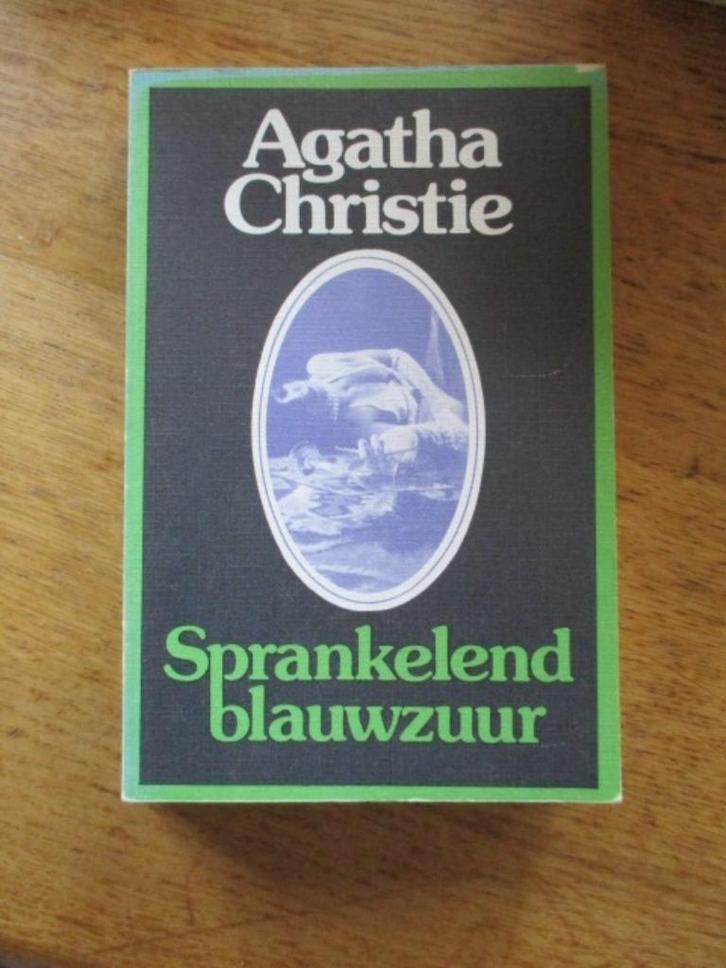 Agatha
Christie
Sprankelend
blauwzuur